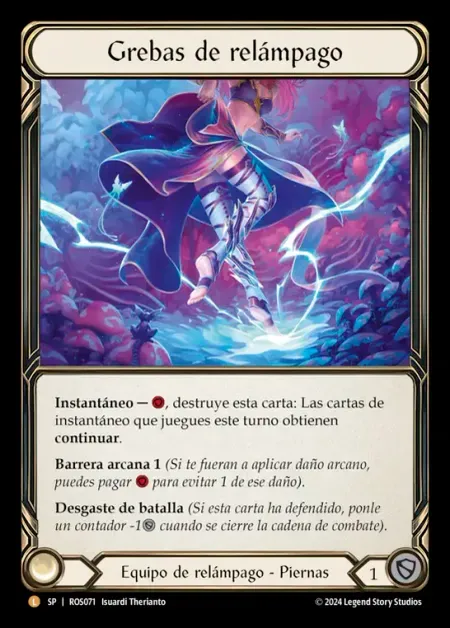 Grebas de relámpago
Instantáneo — , destruye esta carta: Las cartas de
instantáneo que juegues este turno obtienen
continuar.
Barrera arcana 1 (Si te fueran a aplicar daño arcano,
puedes pagar para evitar 1 de ese daño).
Desgaste de batalla (Si esta carta ha defendido, ponle
un contador -1 cuando se cierre la cadena de combate).
Equipo de relámpago - Piernas
1
L SP | ROS071 Isuardi Therianto
© 2024 Legend Story Studios